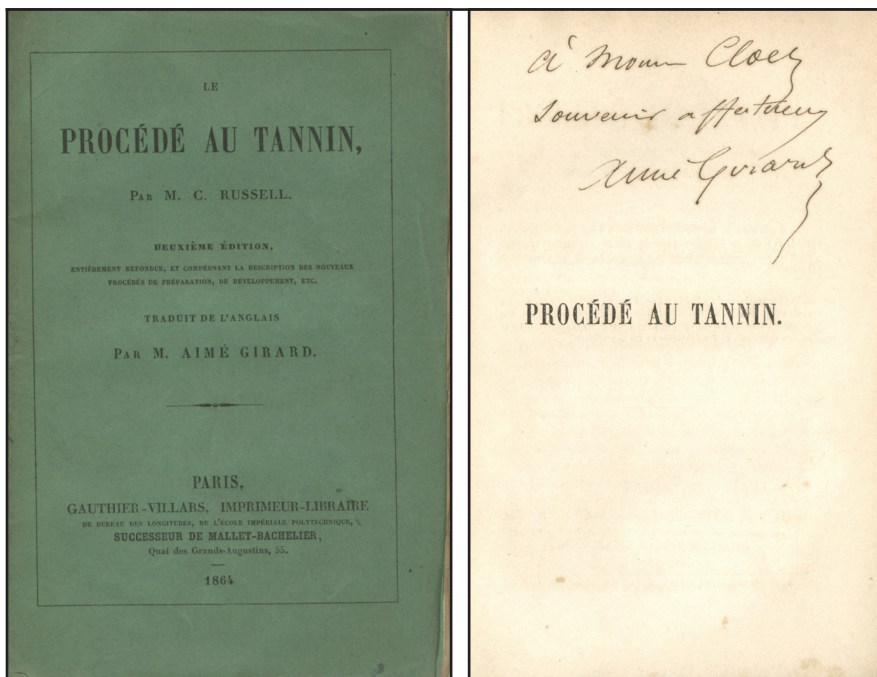 LE
PROCÉDÉ AU TANNIN,
PAR M. C. RUSSELL.
DEUXIÈME ÉDITION,
ENTIÈREMENT REFONDUE, ET COMPRENANT LA DESCRIPTION DES NOUVEAUX
PROCÉDÉS DE PRÉPARATION, DE DÉVELOPPEMENT, ETC.
TRADUIT DE L'ANGLAIS
PAR M. AIMÉ GIRARD.
PARIS,
GAUTHIER-VILLARS, IMPRIMEUR-LIBRAIRE
DU BUREAU DES LONGITUDES, DE L'ÉCOLE IMPÉRIALE POLYTECHNIQUE,
SUCCESSEUR DE MALLET-BACHELIER,
Quai des Grands-Augustins, 55.
1864
à Cloez
Souvenir affectueux
Aimé Girard
PROCÉDÉ AU TANNIN.